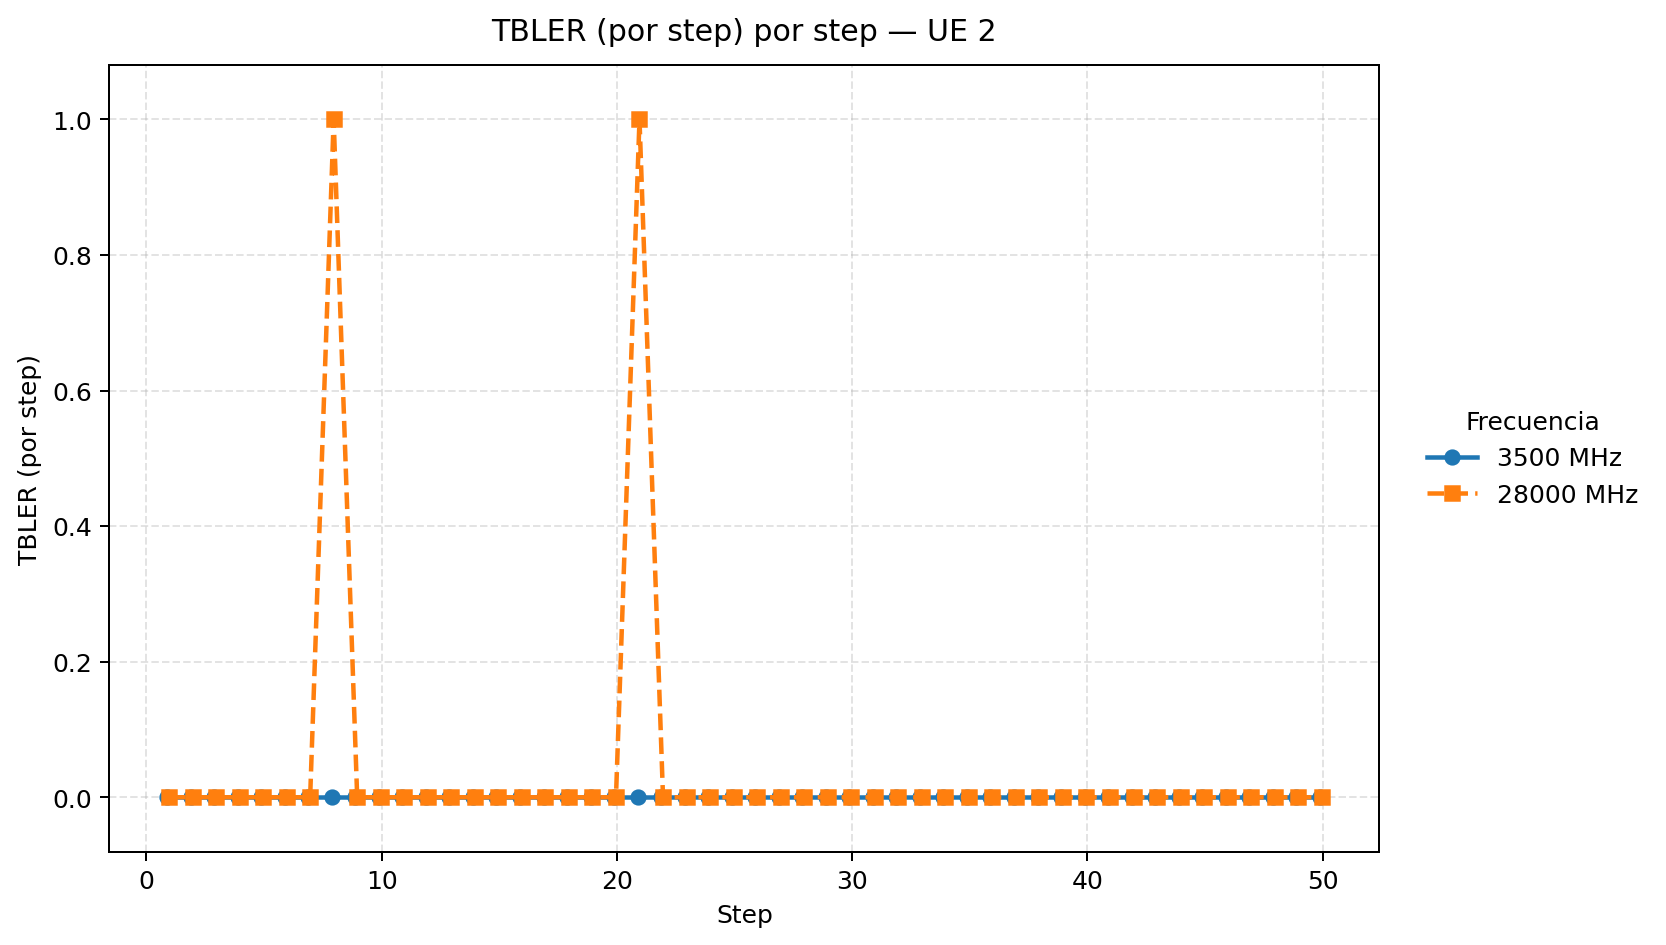 TBLER (por step) por step — UE 2
TBLER (por step)
1.0
0.8
0.6
0.4
0.2
0.0
0 10 20 30 40 50
Step
Frecuencia
3500 MHz
28000 MHz